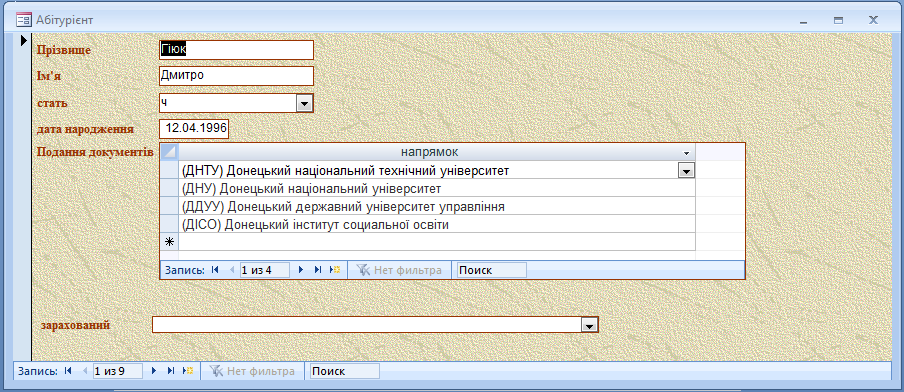 Абітурієнт
Прізвище Гіюк
Ім'я Дмитро
стать ч
дата народження 12.04.1996
Подання документів напрямок
(ДНТУ) Донецький національний технічний університет
(ДНУ) Донецький національний університет
(ДДУУ) Донецький державний університет управління
(ДІСО) Донецький інститут социальної освіти
Запись: 1 из 4 Нет фильтра Поиск
зарахований
Запись: 1 из 9 Нет фильтра Поиск